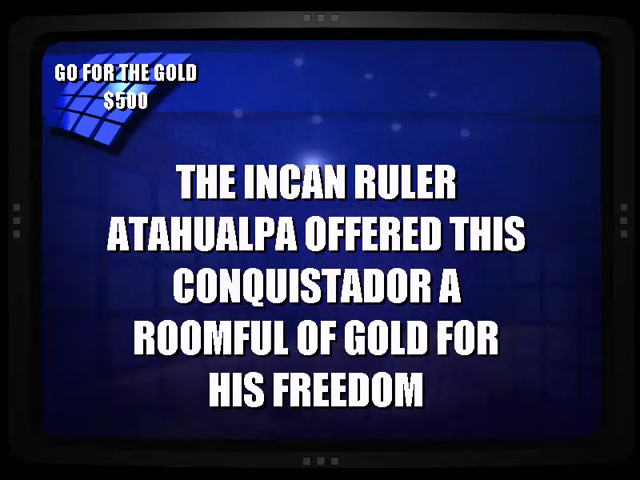 GO FOR THE GOLD
$500
THE INCAN RULER
ATAHUALPA OFFERED THIS
CONQUISTADOR A
ROOMFUL OF GOLD FOR
HIS FREEDOM